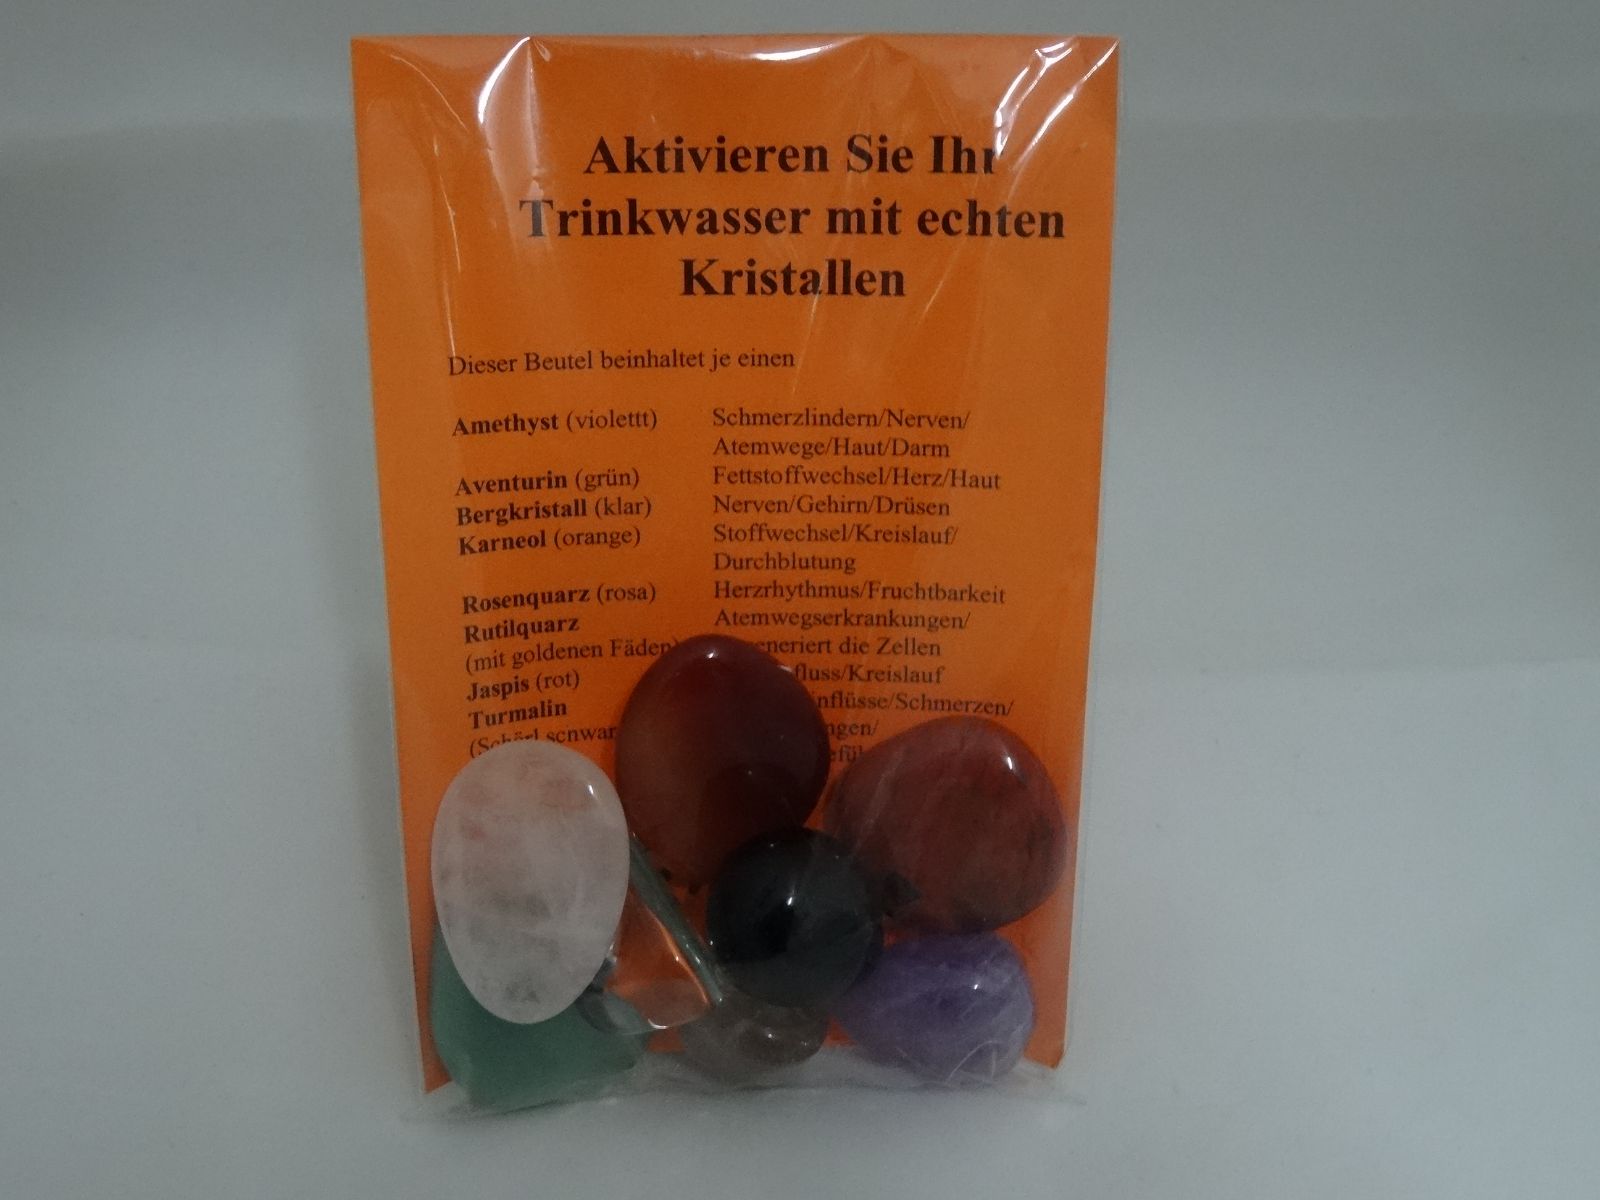 Aktivieren Sie Ihr
Trinkwasser mit echten
Kristallen
Dieser Beutel beinhaltet je einen
Amethyst (violettt) Schmerzlindern/Nerven/
Atemwege/Haut/Darm
Aventurin (grün) Fettstoffwechsel/Herz/Haut
Bergkristall (klar) Nerven/Gehirn/Drüsen
Karneol (orange) Stoffwechsel/Kreislauf/
Durchblutung
Rosenquarz (rosa) Herzrhythmus/Fruchtbarkeit
Rutilquarz Atemwegserkrankungen/
(mit goldenen Fäden) die Zellen
Jaspis (rot) /Kreislauf
Turmalin /Schmerzen/